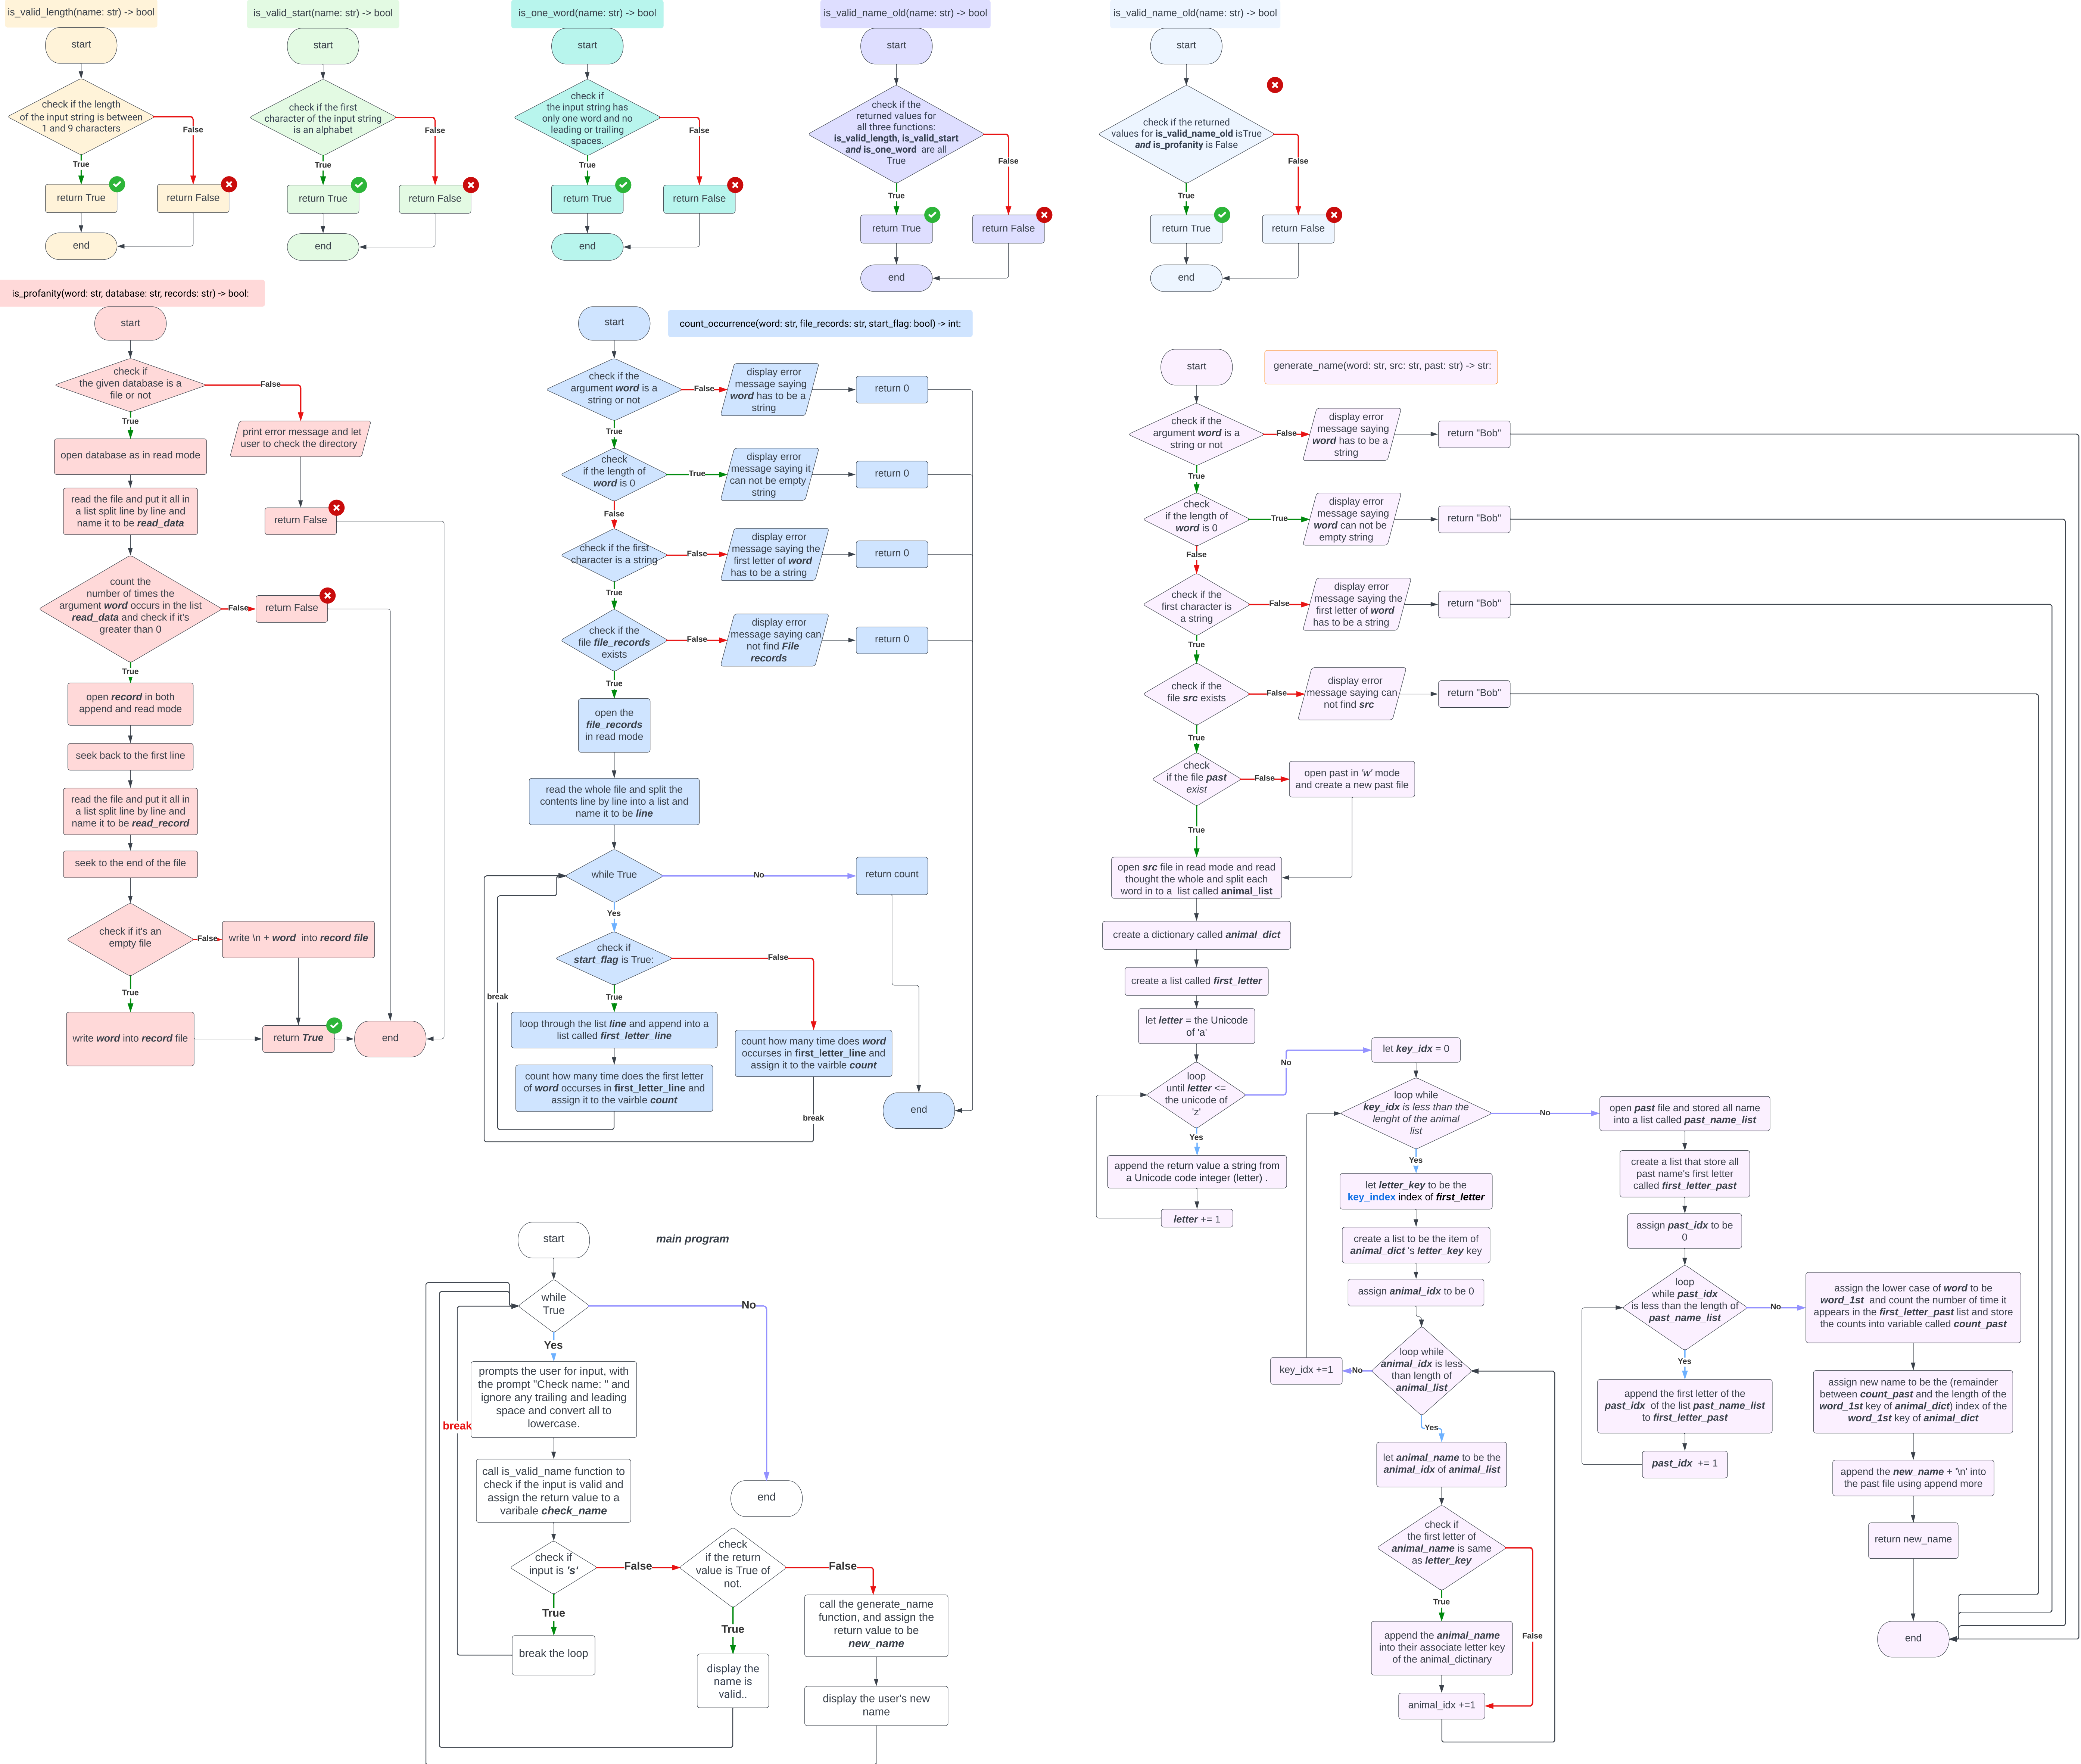 is_valid_length(name: str) -> bool
start
check if the length
of the input string is between
1 and 9 characters
False
True
return True
return False
end
is_valid_start(name: str) -> bool
start
check if the first
character of the input string
is an alphabet
False
True
return True
return False
end
is_one_word(name: str) -> bool
start
check if
the input string has
only one word and no
leading or trailing
spaces.
False
True
return True
return False
end
is_valid_name_old(name: str) -> bool
start
check if the
returned values for
all three functions:
is_valid_length, is_valid_start
and is_one_word are all
True
False
True
return True
return False
end
is_valid_name_old(name: str) -> bool
start
check if the returned
values for is_valid_name_old isTrue
and is_profanity is False
False
True
return True
return False
end
is_profanity(word: str, database: str, records: str) -> bool:
start
check if
the given database is a
file or not
False
True
print error message and let
user to check the directory
return False
open database as in read mode
read the file and put it all in
a list split line by line and
name it to be read_data
count the
number of times the
argument word occurs in the list
read_data and check if it's
greater than 0
False
return False
True
open record in both
append and read mode
seek back to the first line
read the file and put it all in
a list split line by line and
name it to be read_record
seek to the end of the file
check if it's an
empty file
False
write \n + word into record file
True
write word into record file
return True
end
start
count_occurrence(word: str, file_records: str, start_flag: bool) -> int:
check if the
argument word is a
string or not
False
display error
message saying
word has to be a
string
return 0
True
check
if the length of
word is 0
True
display error
message saying it
can not be empty
string
return 0
False
check if the first
character is a string
False
display error
message saying the
first letter of word
has to be a string
return 0
True
check if the
file file_records
exists
False
display error
message saying can
not find File
records
return 0
True
open the
file_records
in read mode
read the whole file and split the
contents line by line into a list and
name it to be line
while True
No
return count
Yes
check if
start_flag is True:
False
True
break
loop through the list line and append into a
list called first_letter_line
count how many time does the first letter
of word occurses in first_letter_line and
assign it to the vairble count
count how many time does word
occurses in first_letter_line and
assign it to the vairble count
break
end
start
generate_name(word: str, src: str, past: str) -> str:
check if the
argument word is a
string or not
False
display error
message saying
word has to be a
string
return "Bob"
True
check
if the length of
word is 0
True
display error
message saying
word can not be
empty string
return "Bob"
False
check if the
first character is
a string
False
display error
message saying the
first letter of word
has to be a string
return "Bob"
True
check if the
file src exists
False
display error
message saying can
not find src
return "Bob"
True
check
if the file past
exist
False
open past in 'w' mode
and create a new past file
True
open src file in read mode and read
thought the whole and split each
word in to a list called animal_list
create a dictionary called animal_dict
create a list called first_letter
let letter = the Unicode
of 'a'
loop
until letter <=
the unicode of
'z'
No
Yes
append the return value a string from
a Unicode code integer (letter) .
letter += 1
let key_idx = 0
loop while
key_idx is less than the
lenght of the animal
list
No
Yes
let letter_key to be the
key_index index of first_letter
create a list to be the item of
animal_dict 's letter_key key
assign animal_idx to be 0
loop while
animal_idx is less
than length of
animal_list
No
key_idx +=1
Yes
let animal_name to be the
animal_idx of animal_list
check if
the first letter of
animal_name is same
as letter_key
True
False
append the animal_name
into their associate letter key
of the animal_dictinary
animal_idx +=1
open past file and stored all name
into a list called past_name_list
create a list that store all
past name's first letter
called first_letter_past
assign past_idx to be
0
loop
while past_idx
is less than the length of
past_name_list
No
Yes
append the first letter of the
past_idx of the list past_name_list
to first_letter_past
past_idx += 1
assign the lower case of word to be
word_1st and count the number of time it
appears in the first_letter_past list and store
the counts into variable called count_past
assign new name to be the (remainder
between count_past and the length of the
word_1st key of animal_dict) index of the
word_1st key of animal_dict
append the new_name + '\n' into
the past file using append more
return new_name
end
start
main program
while
True
No
Yes
prompts the user for input, with
the prompt "Check name: " and
ignore any trailing and leading
space and convert all to
lowercase.
break
call is_valid_name function to
check if the input is valid and
assign the return value to a
varibale check_name
end
check if
input is 's'
False
True
break the loop
check
if the return
value is True of
not.
False
True
display the
name is
valid..
call the generate_name
function, and assign the
return value to be
new_name
display the user's new
name